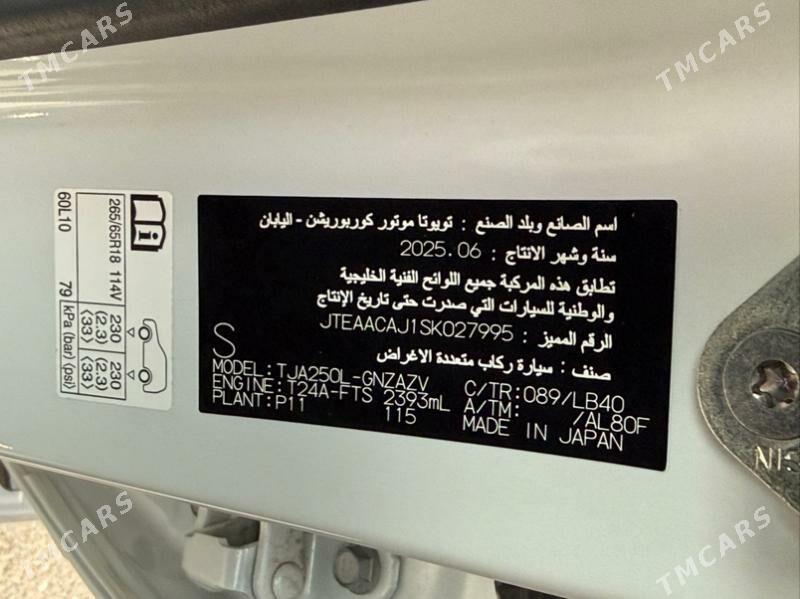 TMCARS
TMCARS
60L10
265/65R18 114V
230
(2.3)
⟨33⟩
230
(2.3)
⟨33⟩
79
kPa
(bar)
⟨psi⟩
اسم الصانع وبلد الصنع : تويوتا موتور كوربوريشن - اليابان
سنة وشهر الانتاج : 2025.06
تطابق هذه المركبة جميع اللوائح الفنية الخليجية
والوطنية للسيارات التي صدرت حتى تاريخ الإنتاج
الرقم المميز : JTEAACAJ1SK027995
صنف : سيارة ركاب متعددة الاغراض
S
MODEL: TJA250L-GNZAZV C/TR: 089/LB40
ENGINE: T24A-FTS 2393mL A/TM: /AL80F
PLANT: P11 115 MADE IN JAPAN
NIS
TMCARS
TMCARS